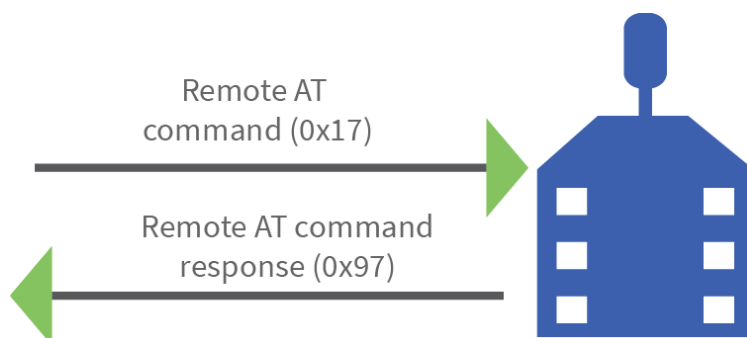 Remote AT
command (0x17)
Remote AT command
response (0x97)